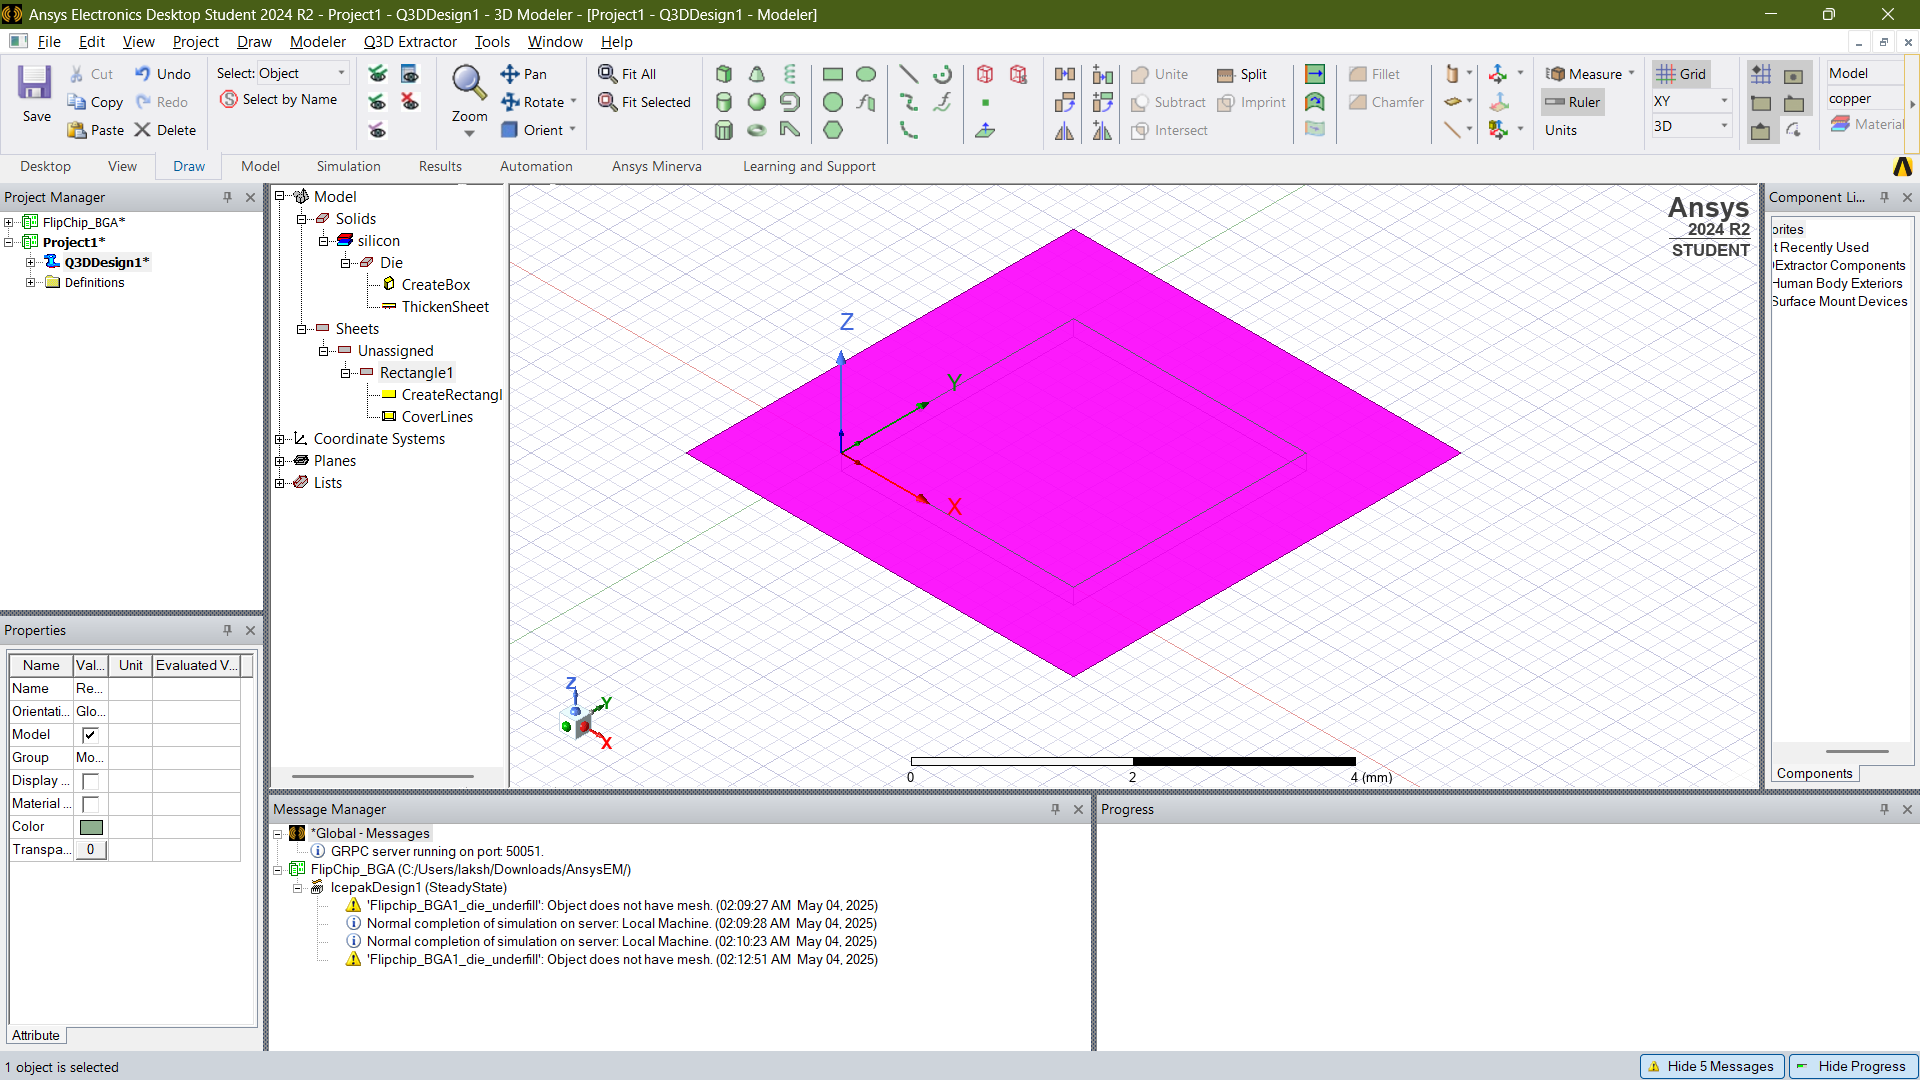 Ansys Electronics Desktop Student 2024 R2 - Project1 - Q3DDesign1 - 3D Modeler - [Project1 - Q3DDesign1 - Modeler]
File Edit View Project Draw Modeler Q3D Extractor Tools Window Help
Save
Cut
Copy
Paste
Undo
Redo
Delete
Select: Object
Select by Name
Zoom
Pan
Rotate
Orient
Fit All
Fit Selected
Unite
Subtract
Intersect
Split
Imprint
Fillet
Chamfer
Measure
Ruler
Units
Grid
XY
3D
Model
copper
Material
Desktop View Draw Model Simulation Results Automation Ansys Minerva Learning and Support
Project Manager
FlipChip_BGA*
Project1*
Q3DDesign1*
Definitions
Model
Solids
silicon
Die
CreateBox
ThickenSheet
Sheets
Unassigned
Rectangle1
CreateRectangl
CoverLines
Coordinate Systems
Planes
Lists
Ansys
2024 R2
STUDENT
Z
Y
X
Z
Y
X
0 2 4 (mm)
Component Li...
orites
t Recently Used
Extractor Components
Human Body Exteriors
Surface Mount Devices
Components
Properties
Name Val... Unit Evaluated V...
Name Re...
Orientati... Glo...
Model
Group Mo...
Display ...
Material ...
Color
Transpa... 0
Attribute
Message Manager
*Global - Messages
GRPC server running on port: 50051.
FlipChip_BGA (C:/Users/laksh/Downloads/AnsysEM/)
IcepakDesign1 (SteadyState)
'Flipchip_BGA1_die_underfill': Object does not have mesh. (02:09:27 AM May 04, 2025)
Normal completion of simulation on server: Local Machine. (02:09:28 AM May 04, 2025)
Normal completion of simulation on server: Local Machine. (02:10:23 AM May 04, 2025)
'Flipchip_BGA1_die_underfill': Object does not have mesh. (02:12:51 AM May 04, 2025)
Progress
1 object is selected
Hide 5 Messages
Hide Progress